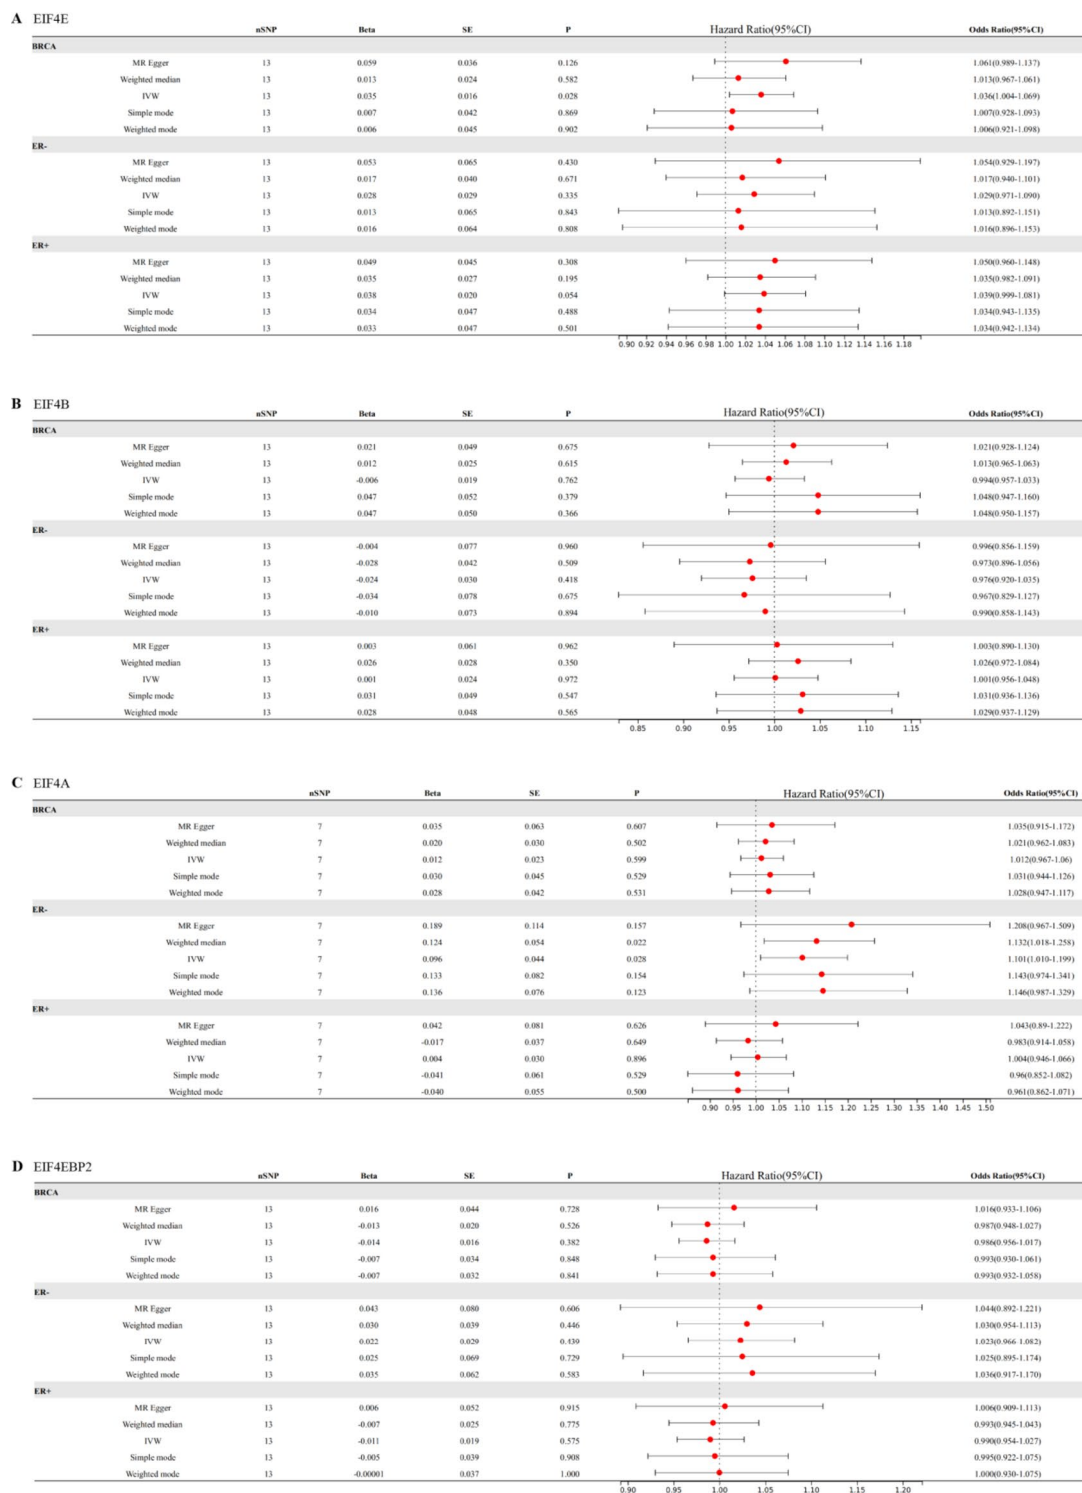 A EIF4E
nSNP Beta SE P Hazard Ratio(95%CI) Odds Ratio(95%CI)
BRCA
MR Egger 13 0.059 0.036 0.126 1.061(0.989-1.137)
Weighted median 13 0.013 0.024 0.582 1.013(0.967-1.061)
IVW 13 0.035 0.016 0.028 1.036(1.004-1.069)
Simple mode 13 0.007 0.042 0.869 1.007(0.928-1.093)
Weighted mode 13 0.006 0.045 0.902 1.006(0.921-1.098)
ER-
MR Egger 13 0.053 0.065 0.430 1.054(0.929-1.197)
Weighted median 13 0.017 0.040 0.671 1.017(0.940-1.101)
IVW 13 0.028 0.029 0.335 1.029(0.971-1.090)
Simple mode 13 0.013 0.065 0.843 1.013(0.892-1.151)
Weighted mode 13 0.016 0.064 0.808 1.016(0.896-1.153)
ER+
MR Egger 13 0.049 0.045 0.308 1.050(0.960-1.148)
Weighted median 13 0.035 0.027 0.195 1.035(0.982-1.091)
IVW 13 0.038 0.020 0.054 1.039(0.999-1.081)
Simple mode 13 0.034 0.047 0.488 1.034(0.943-1.135)
Weighted mode 13 0.033 0.047 0.501 1.034(0.942-1.134)
0.90 0.92 0.94 0.96 0.98 1.00 1.02 1.04 1.06 1.08 1.10 1.12 1.14 1.16 1.18
B EIF4B
nSNP Beta SE P Hazard Ratio(95%CI) Odds Ratio(95%CI)
BRCA
MR Egger 13 0.021 0.049 0.675 1.021(0.928-1.124)
Weighted median 13 0.012 0.025 0.615 1.013(0.965-1.063)
IVW 13 -0.006 0.019 0.762 0.994(0.957-1.033)
Simple mode 13 0.047 0.052 0.379 1.048(0.947-1.160)
Weighted mode 13 0.047 0.050 0.366 1.048(0.950-1.157)
ER-
MR Egger 13 -0.004 0.077 0.960 0.996(0.856-1.159)
Weighted median 13 -0.028 0.042 0.509 0.973(0.896-1.056)
IVW 13 -0.024 0.030 0.418 0.976(0.920-1.035)
Simple mode 13 -0.034 0.078 0.675 0.967(0.829-1.127)
Weighted mode 13 -0.010 0.073 0.894 0.990(0.858-1.143)
ER+
MR Egger 13 0.003 0.061 0.962 1.003(0.890-1.130)
Weighted median 13 0.026 0.028 0.350 1.026(0.972-1.084)
IVW 13 0.001 0.024 0.972 1.001(0.956-1.048)
Simple mode 13 0.031 0.049 0.547 1.031(0.936-1.136)
Weighted mode 13 0.028 0.048 0.565 1.029(0.937-1.129)
0.85 0.90 0.95 1.00 1.05 1.10 1.15
C EIF4A
nSNP Beta SE P Hazard Ratio(95%CI) Odds Ratio(95%CI)
BRCA
MR Egger 7 0.035 0.063 0.607 1.035(0.915-1.172)
Weighted median 7 0.020 0.030 0.502 1.021(0.962-1.083)
IVW 7 0.012 0.023 0.599 1.012(0.967-1.06)
Simple mode 7 0.030 0.045 0.529 1.031(0.944-1.126)
Weighted mode 7 0.028 0.042 0.531 1.028(0.947-1.117)
ER-
MR Egger 7 0.189 0.114 0.157 1.208(0.967-1.509)
Weighted median 7 0.124 0.054 0.022 1.132(1.018-1.258)
IVW 7 0.096 0.044 0.028 1.101(1.010-1.199)
Simple mode 7 0.133 0.082 0.154 1.143(0.974-1.341)
Weighted mode 7 0.136 0.076 0.123 1.146(0.987-1.329)
ER+
MR Egger 7 0.042 0.081 0.626 1.043(0.89-1.222)
Weighted median 7 -0.017 0.037 0.649 0.983(0.914-1.058)
IVW 7 0.004 0.030 0.896 1.004(0.946-1.066)
Simple mode 7 -0.041 0.061 0.529 0.96(0.852-1.082)
Weighted mode 7 -0.040 0.055 0.500 0.961(0.862-1.071)
0.90 0.95 1.00 1.05 1.10 1.15 1.20 1.25 1.30 1.35 1.40 1.45 1.50
D EIF4EBP2
nSNP Beta SE P Hazard Ratio(95%CI) Odds Ratio(95%CI)
BRCA
MR Egger 13 0.016 0.044 0.728 1.016(0.933-1.106)
Weighted median 13 -0.013 0.020 0.526 0.987(0.948-1.027)
IVW 13 -0.014 0.016 0.382 0.986(0.956-1.017)
Simple mode 13 -0.007 0.034 0.848 0.993(0.930-1.061)
Weighted mode 13 -0.007 0.032 0.841 0.993(0.932-1.058)
ER-
MR Egger 13 0.043 0.080 0.606 1.044(0.892-1.221)
Weighted median 13 0.030 0.039 0.446 1.030(0.954-1.113)
IVW 13 0.022 0.029 0.439 1.023(0.966-1.082)
Simple mode 13 0.025 0.069 0.729 1.025(0.895-1.174)
Weighted mode 13 0.035 0.062 0.583 1.036(0.917-1.170)
ER+
MR Egger 13 0.006 0.052 0.915 1.006(0.909-1.113)
Weighted median 13 -0.007 0.025 0.775 0.993(0.945-1.043)
IVW 13 -0.011 0.019 0.575 0.990(0.954-1.027)
Simple mode 13 -0.005 0.039 0.908 0.995(0.922-1.075)
Weighted mode 13 -0.00001 0.037 1.000 1.000(0.930-1.075)
0.90 0.95 1.00 1.05 1.10 1.15 1.20